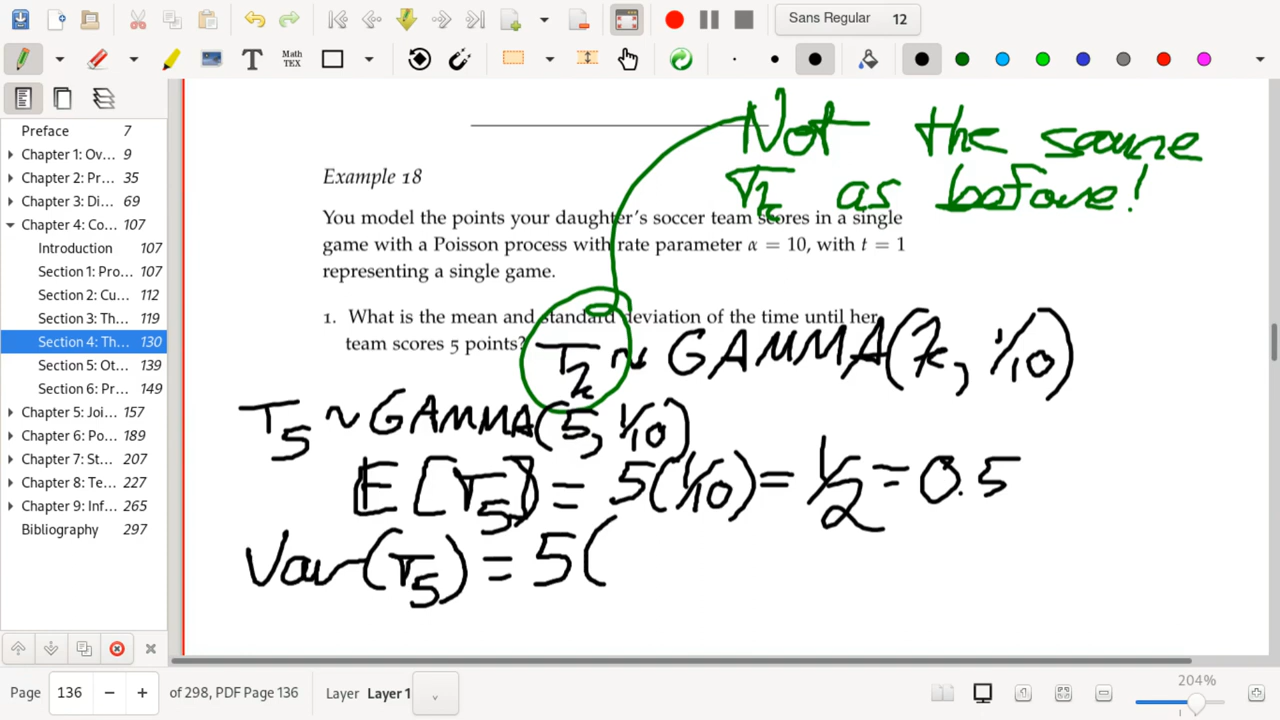 Sans Regular 12
T
Math
TEX
Preface 7
Chapter 1: Ov... 9
Chapter 2: Pr... 35
Chapter 3: Di... 69
Chapter 4: Co... 107
Introduction 107
Section 1: Pro... 107
Section 2: Cu... 112
Section 3: Th... 119
Section 4: Th... 130
Section 5: Ot... 139
Section 6: Pr... 149
Chapter 5: Joi... 157
Chapter 6: Po... 189
Chapter 7: St... 207
Chapter 8: Te... 227
Chapter 9: Inf... 265
Bibliography 297
Not the same
T2 as before!
Example 18
You model the points your daughter's soccer team scores in a single
game with a Poisson process with rate parameter α = 10, with t = 1
representing a single game.
1. What is the mean and standard deviation of the time until her
team scores 5 points?
T2 ~ GAMMA(k, 1/10)
T5 ~ GAMMA(5, 1/10)
E[T5] = 5(1/10) = 1/2 = 0.5
Var(T5) = 5(
Page 136 of 298, PDF Page 136
Layer Layer 1
204%